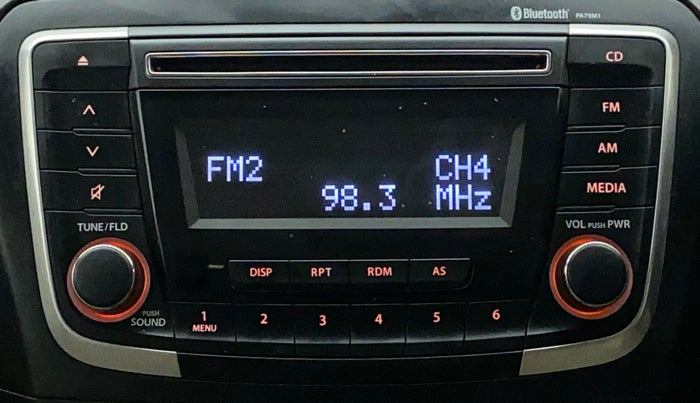 Bluetooth PA79M1
CD
FM
AM
MEDIA
FM2 CH4
98.3 MHz
TUNE/FLD
VOL PUSH PWR
DISP RPT RDM AS
PUSH
SOUND
1 2 3 4 5 6
MENU